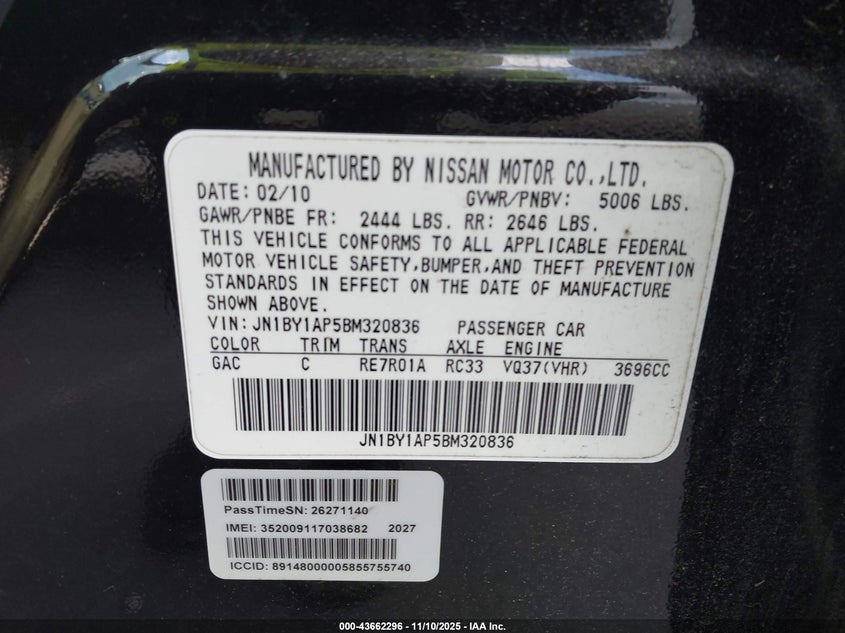 MANUFACTURED BY NISSAN MOTOR CO.,LTD.
DATE: 02/10 GVWR/PNBV: 5006 LBS.
GAWR/PNBE FR: 2444 LBS. RR: 2646 LBS.
THIS VEHICLE CONFORMS TO ALL APPLICABLE FEDERAL
MOTOR VEHICLE SAFETY,BUMPER,AND THEFT PREVENTION
STANDARDS IN EFFECT ON THE DATE OF MANUFACTURE
SHOWN ABOVE.
VIN: JN1BY1AP5BM320836 PASSENGER CAR
COLOR TRIM TRANS AXLE ENGINE
GAC C RE7R01A RC33 VQ37(VHR) 3696CC
JN1BY1AP5BM320836
PassTimeSN: 26271140
IMEI: 352009117038682 2027
ICCID: 89148000005855755740
000-43662296 - 11/10/2025 - IAA Inc.